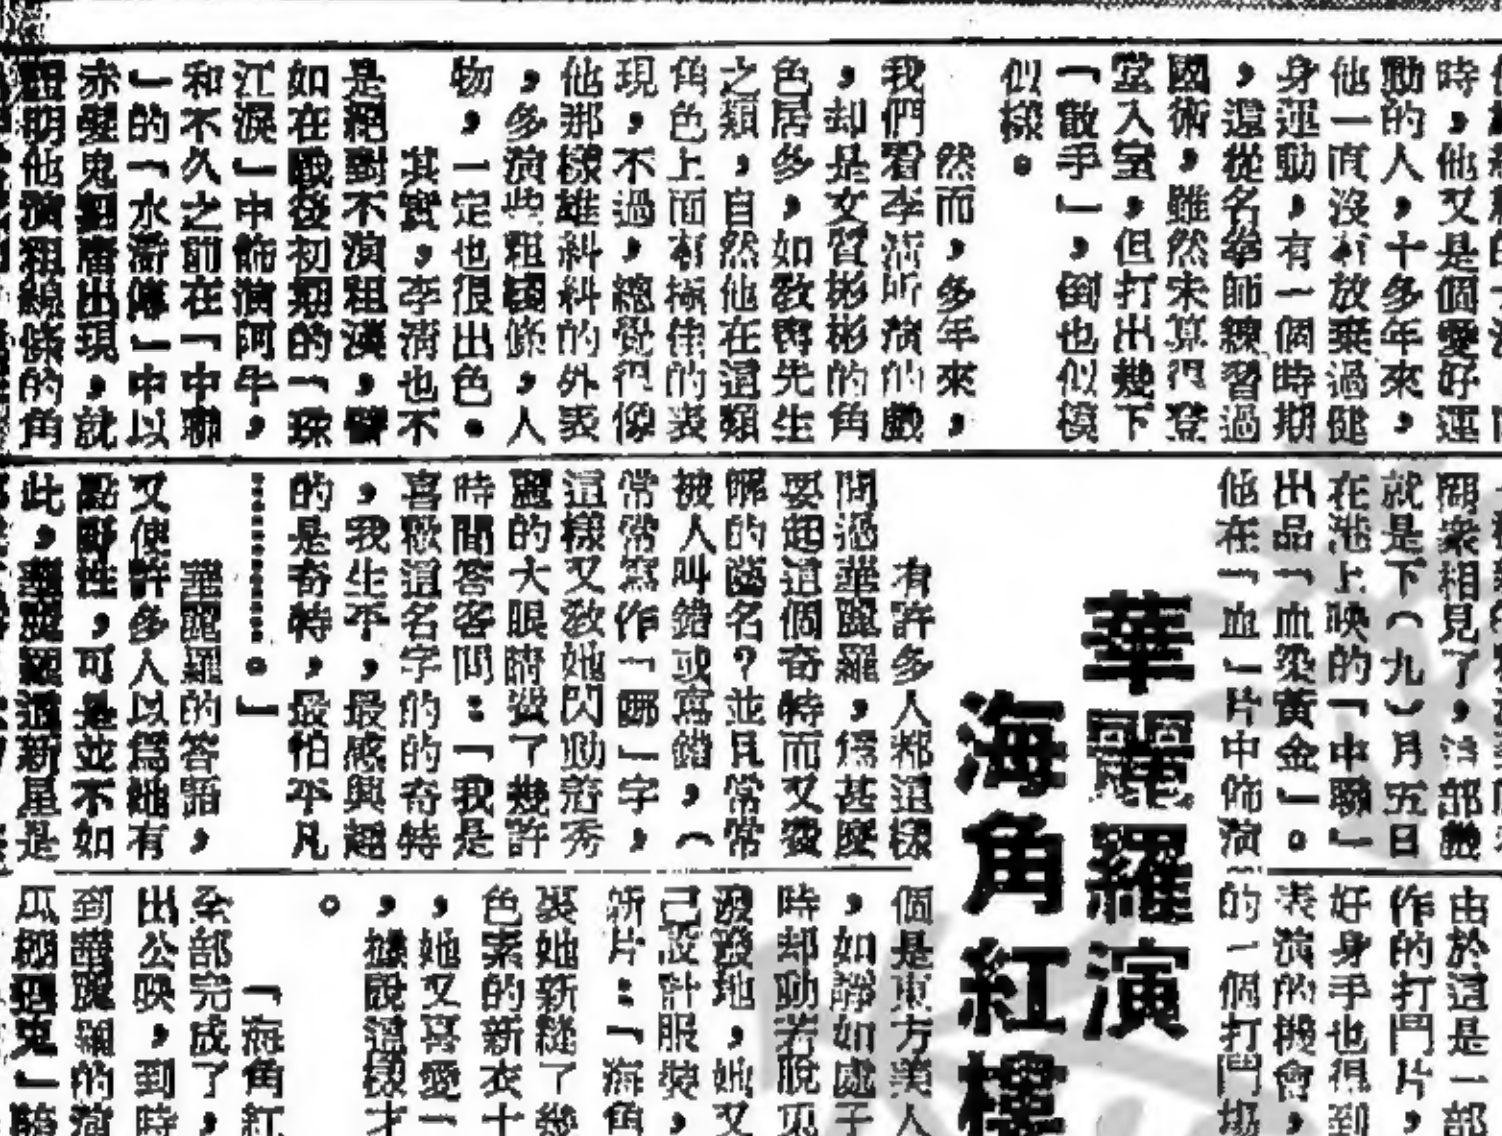 時，他又是個愛好運
動的人，十多年來，
他一直沒有放棄過健
身運動，有一個時期
，還從名拳師練習過
國術，雖然未算得登
堂入室，但打出幾下
「散手」，倒也似模
似樣。
然而，多年來，
我們看李清所演的戲
，却是文質彬彬的角
色居多，如教書先生
之類，自然他在這類
角色上面有極佳的表
現，不過，總覺得像
他那樣雄糾糾的外表
，多演些粗線條，人
物，一定也很出色。
其實，李清也不
是絕對不演粗漢，譬
如在戰後初期的「珠
江淚」中飾演阿牛，
和不久之前在「中聯
」的「水滸傳」中以
赤髮鬼劉唐出現，就
證明他演粗線條的角
周衆相見了，這部戲
就是下（九）月五日
在港上映的「中聯」
出品「血染黃金」。
他在「血」片中飾演
華麗羅演
海角紅樓
有許多人都這樣
問過華麗羅，爲甚麼
要起這個奇特而又
的藝名？並且常常
被人叫錯或寫錯，（
常常寫作「娜」字，
這樣又教她閃動着秀
麗的大眼睛望了幾許
時間答客問：「我是
喜歡這名字的的奇特
，我生平，最感興趣
的是奇特，最怕平凡
………。」
華麗羅的答語，
又使許多人以爲她有
點野性，可是並不如
此，華麗羅這新星是
由於這是一部
作的打鬥片，
好身手也得到
表演的機會，
的一個打鬥場
個是東方美人
，如靜如處子
時却動若脫
她，她又
己設計服裝，
新片：「海角
裝她新縫了幾
色素的新衣十
，她又喜愛一
，據說這樣才
。
「海角紅
全部完成了，
出公映，到時
到華麗羅的演